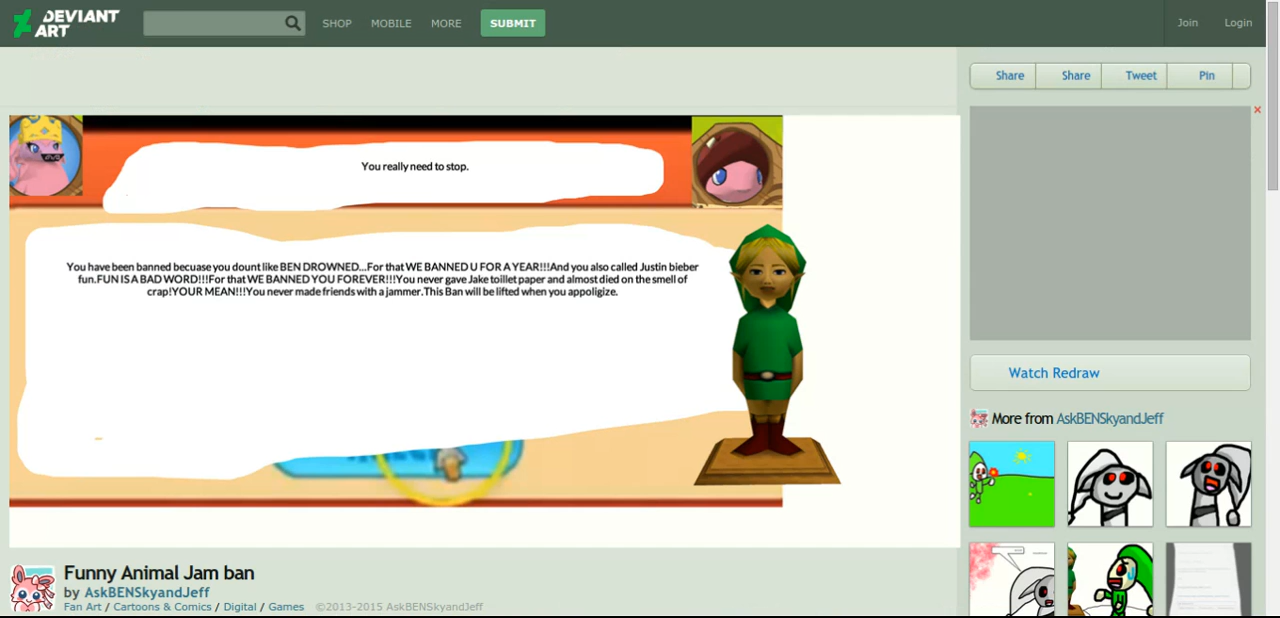 DEVIANT ART
SHOP MOBILE MORE SUBMIT Join Login
Share Share Tweet Pin
You really need to stop.
You have been banned becuase you dount like BEN DROWNED...For that WE BANNED U FOR A YEAR!!!And you also called Justin bieber
fun.FUN IS A BAD WORD!!!For that WE BANNED YOU FOREVER!!!You never gave Jake toillet paper and almost died on the smell of
crap!YOUR MEAN!!!You never made friends with a jammer.This Ban will be lifted when you appoligize.
Watch Redraw
More from AskBENSkyandJeff
Funny Animal Jam ban
by AskBENSkyandJeff
Fan Art / Cartoons & Comics / Digital / Games ©2013-2015 AskBENSkyandJeff